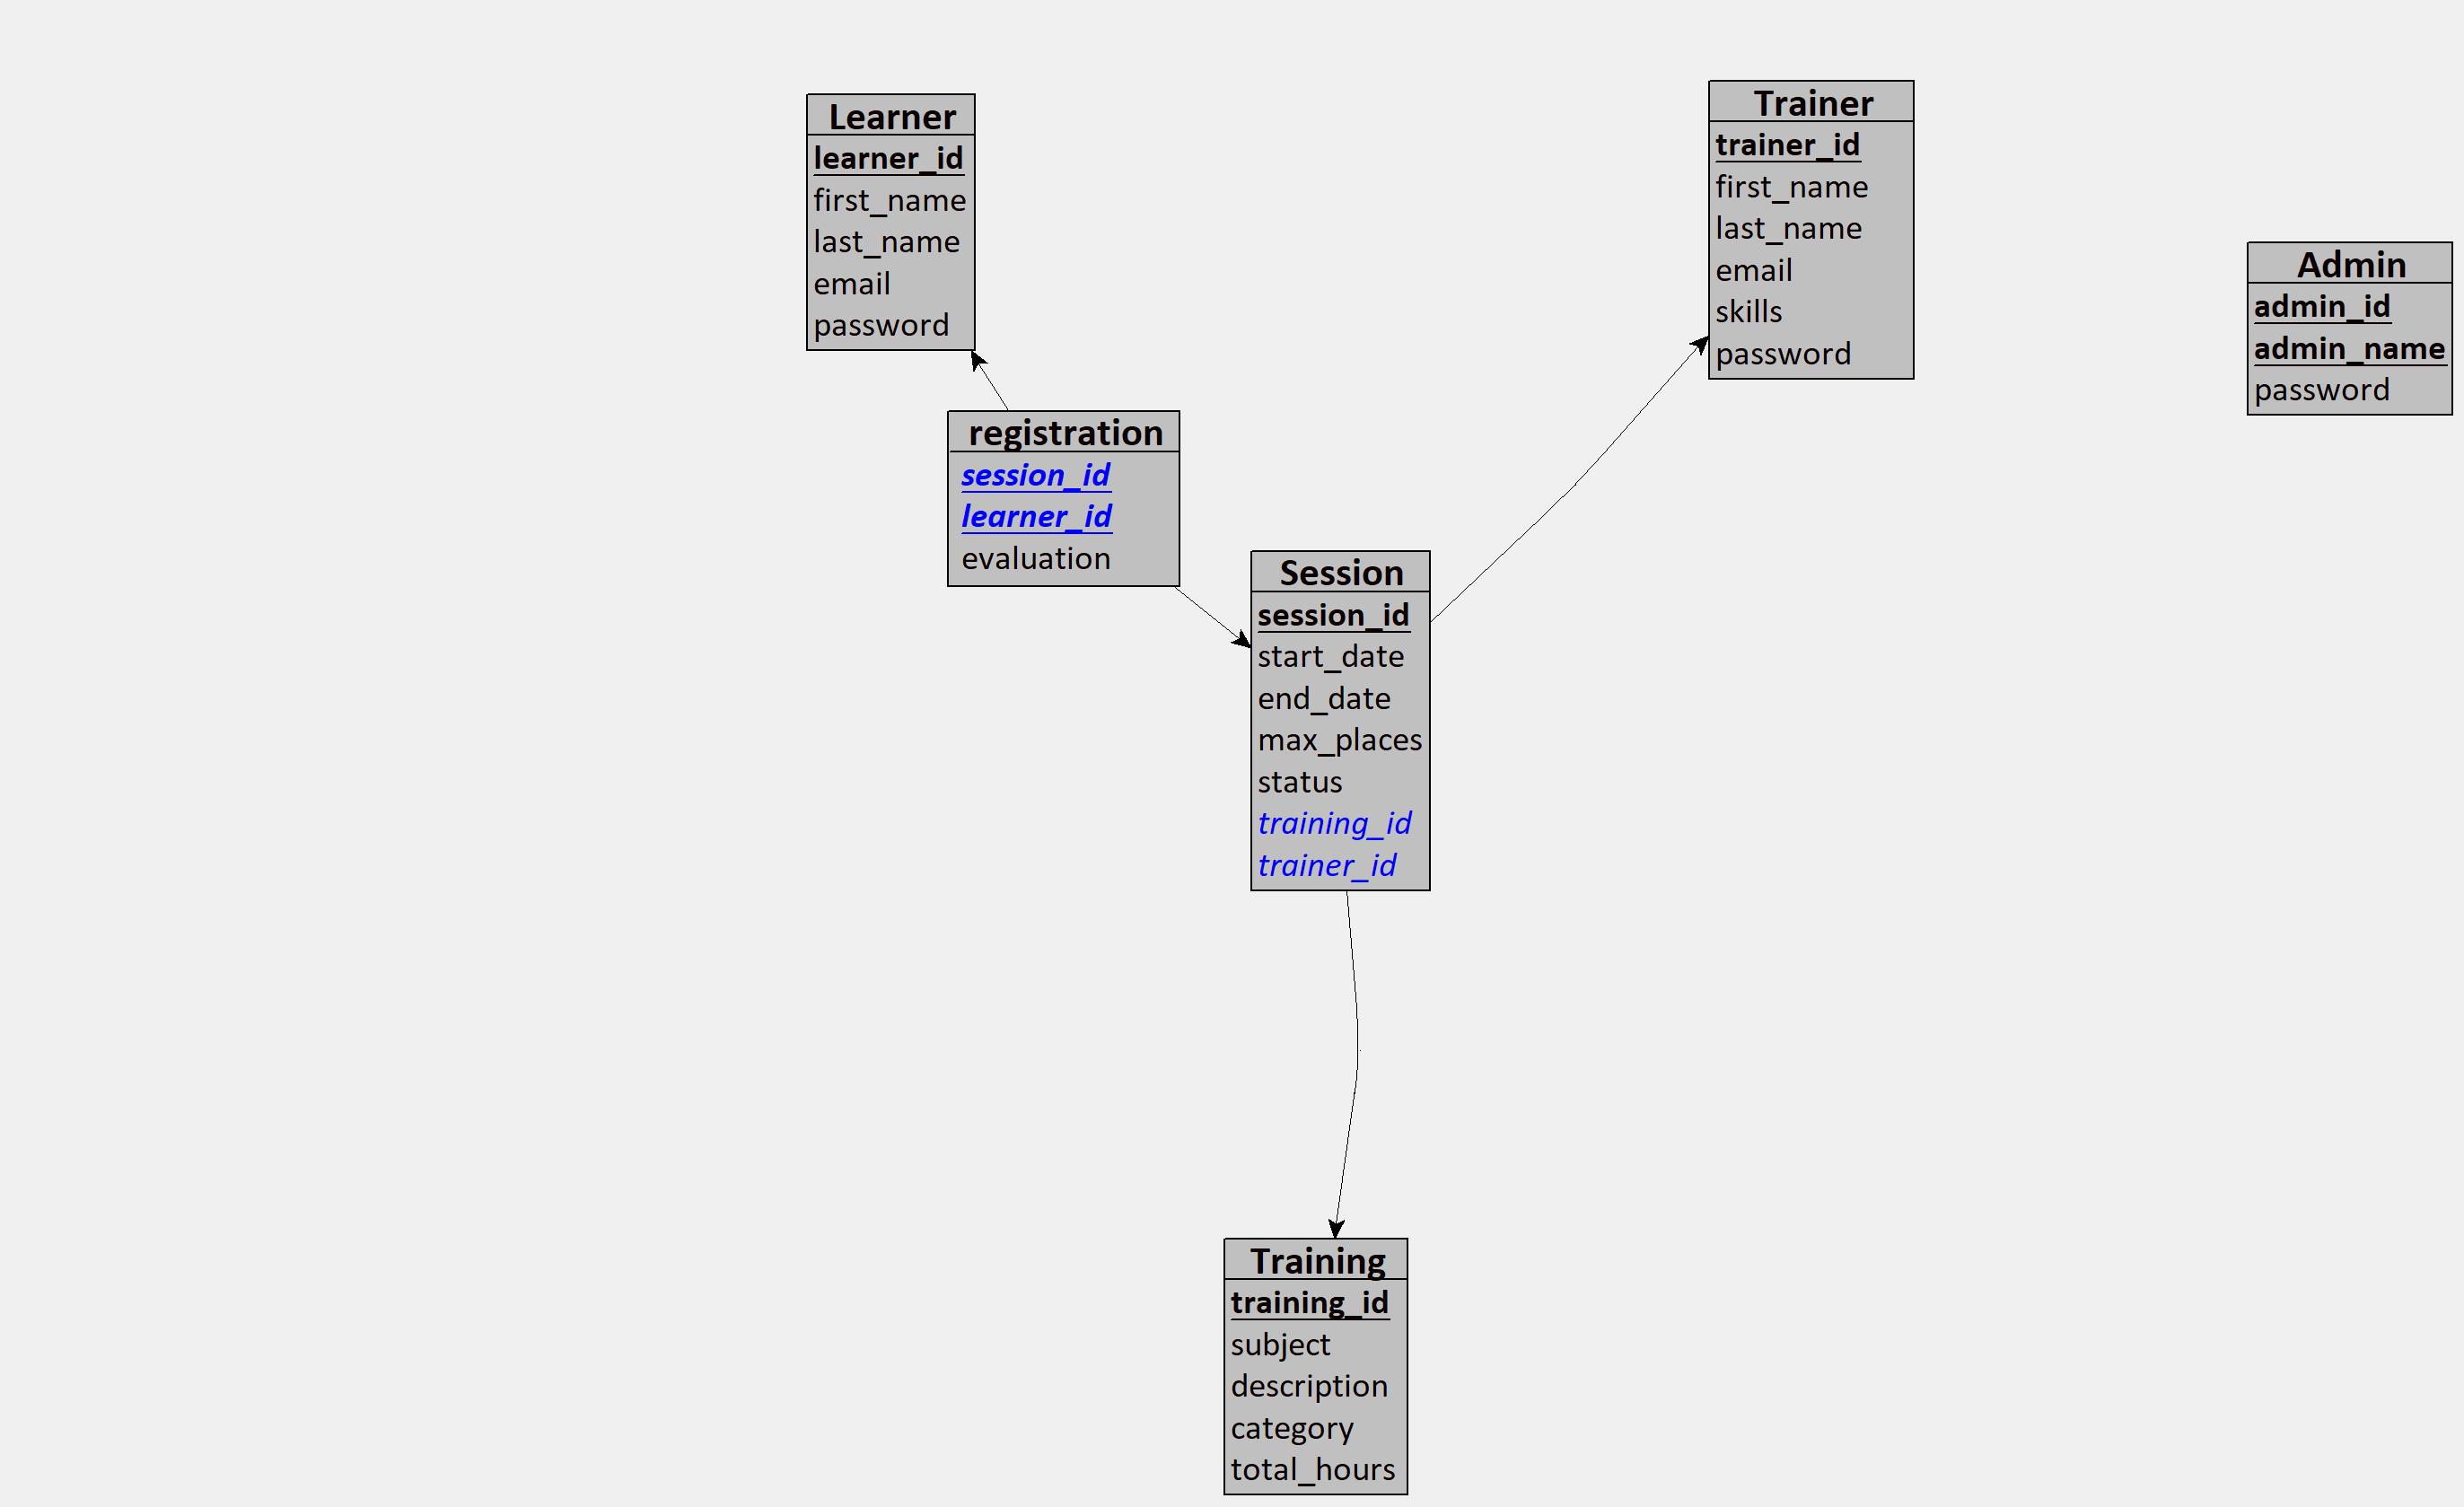 Learner
learner_id
first_name
last_name
email
password
Trainer
trainer_id
first_name
last_name
email
skills
password
Admin
admin_id
admin_name
password
registration
session_id
learner_id
evaluation
Session
session_id
start_date
end_date
max_places
status
training_id
trainer_id
Training
training_id
subject
description
category
total_hours